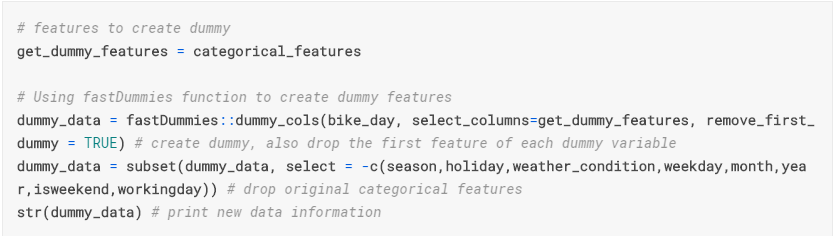 # features to create dummy
get_dummy_features = categorical_features
# Using fastDummies function to create dummy features
dummy_data = fastDummies::dummy_cols(bike_day, select_columns=get_dummy_features, remove_first_
dummy = TRUE) # create dummy, also drop the first feature of each dummy variable
dummy_data = subset(dummy_data, select = -c(season,holiday,weather_condition,weekday,month,yea
r,isweekend,workingday)) # drop original categorical features
str(dummy_data) # print new data information